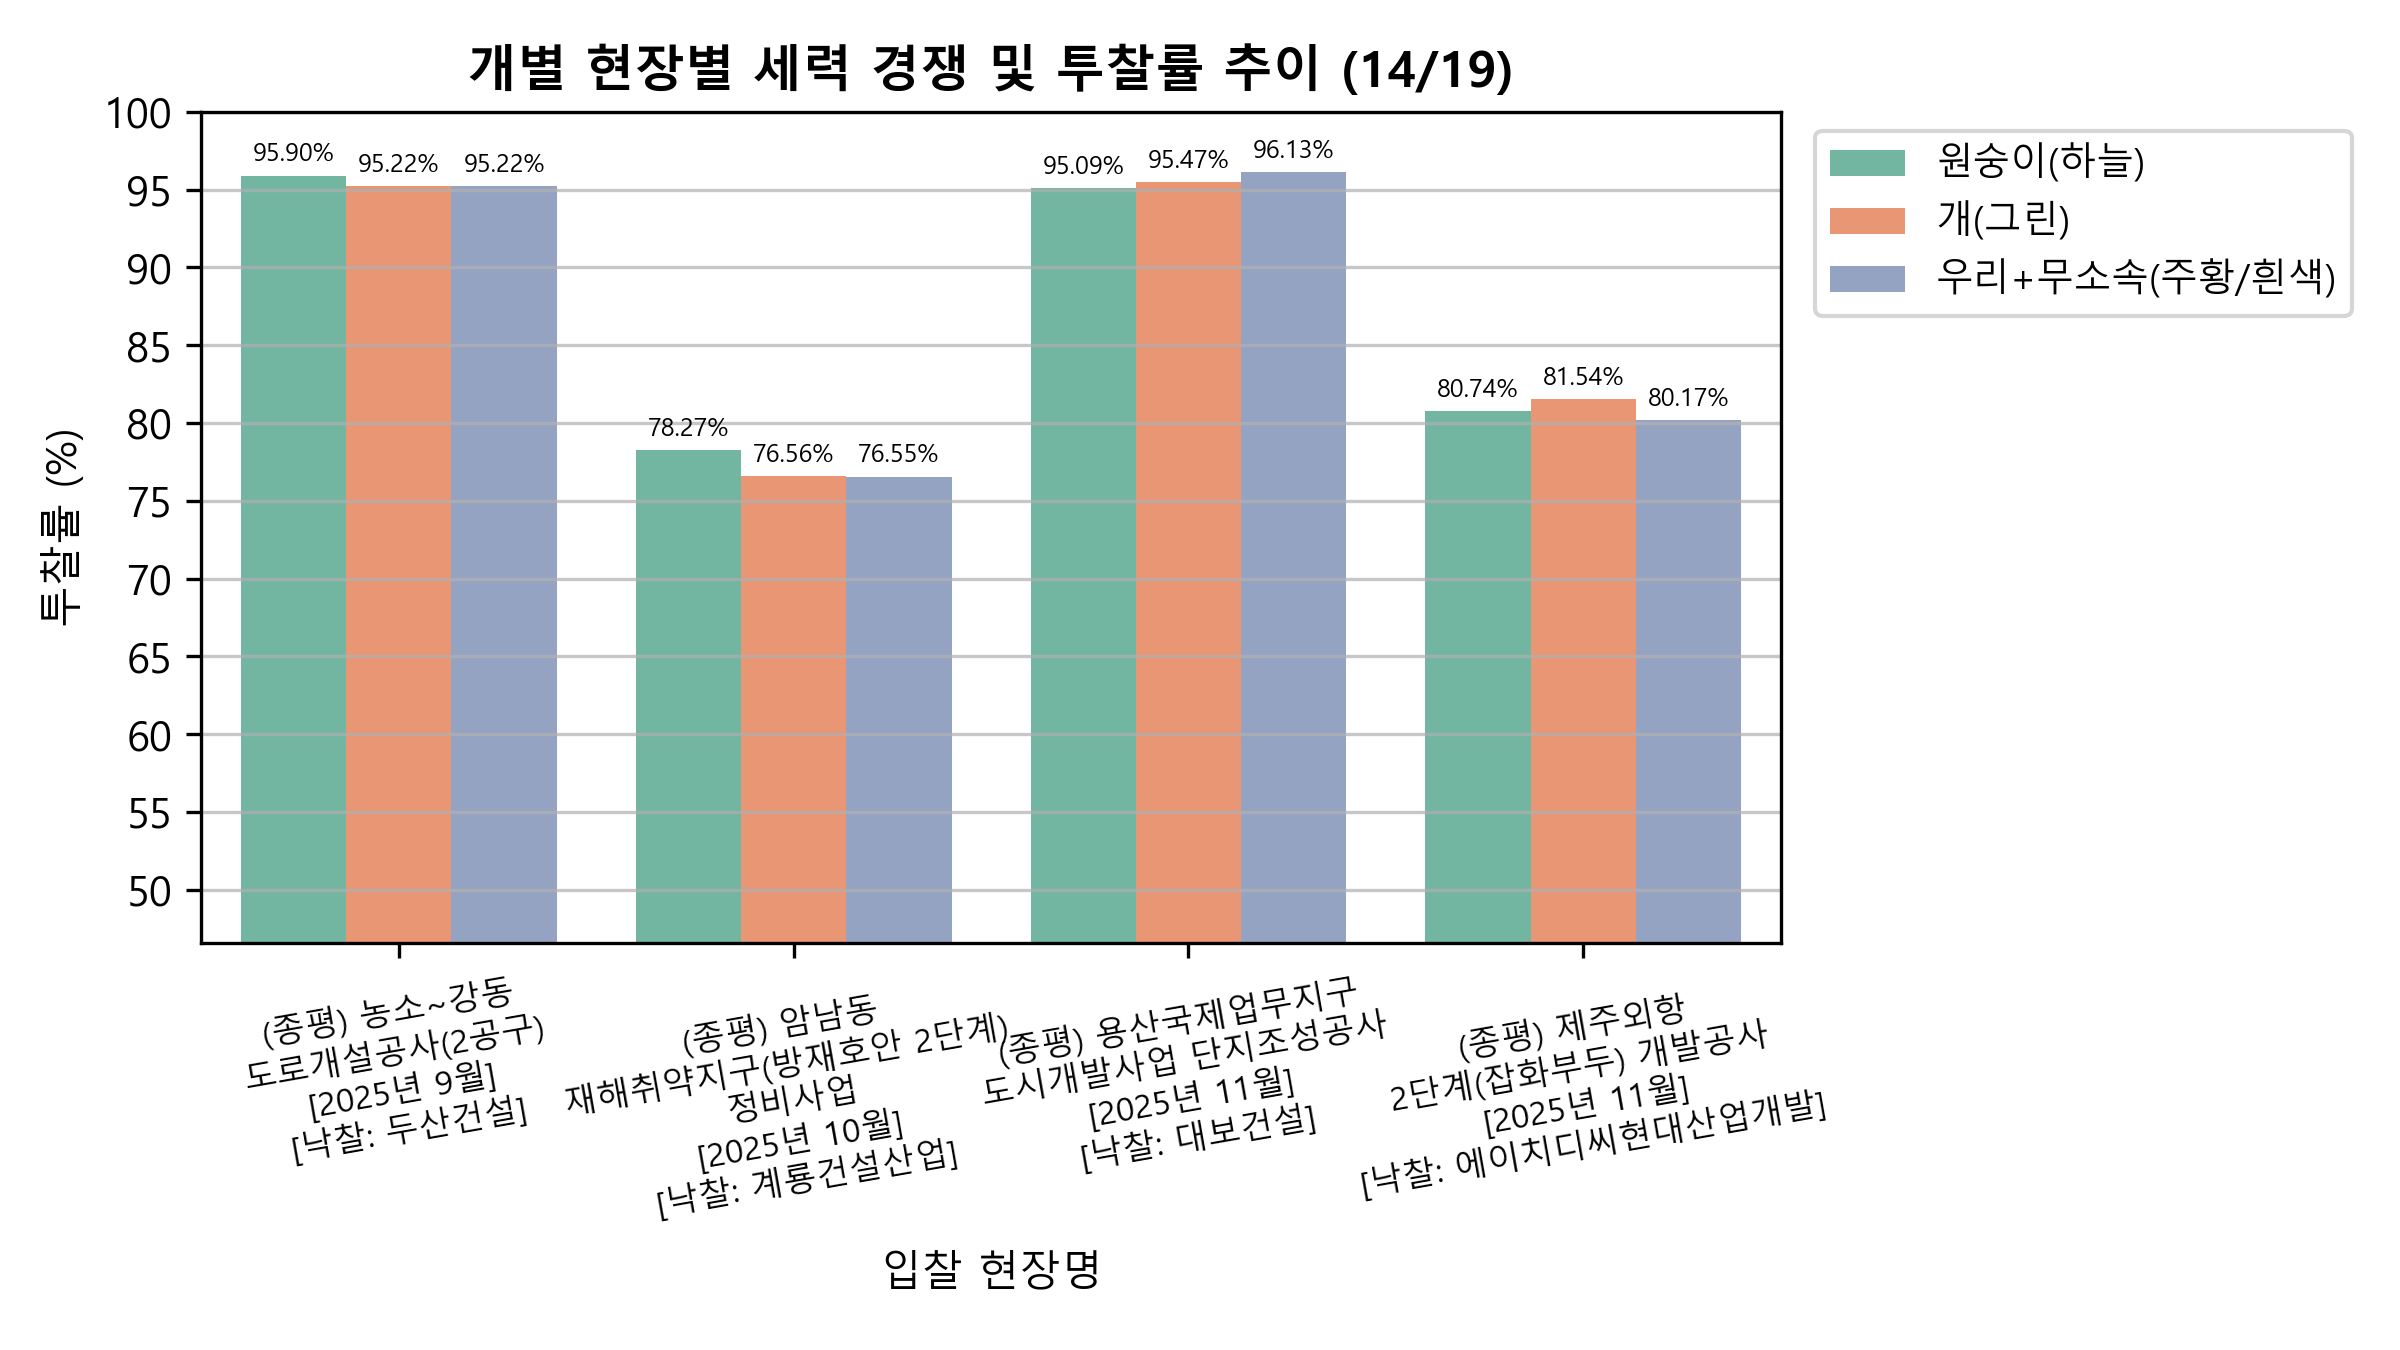 개별 현장별 세력 경쟁 및 투찰률 추이 (14/19)
투찰률 (%)
100
95
90
85
80
75
70
65
60
55
50
95.90%
95.22%
95.22%
78.27%
76.56%
76.55%
95.09%
95.47%
96.13%
80.74%
81.54%
80.17%
원숭이(하늘)
개(그린)
우리+무소속(주황/흰색)
(종평) 농소~강동
도로개설공사(2공구)
[2025년 9월]
[낙찰: 두산건설]
(종평) 암남동
재해취약지구(방재호안 2단계)
정비사업
[2025년 10월]
[낙찰: 계룡건설산업]
(종평) 용산국제업무지구
도시개발사업 단지조성공사
[2025년 11월]
[낙찰: 대보건설]
(종평) 제주외항
2단계(잡화부두) 개발공사
[2025년 11월]
[낙찰: 에이치디씨현대산업개발]
입찰 현장명